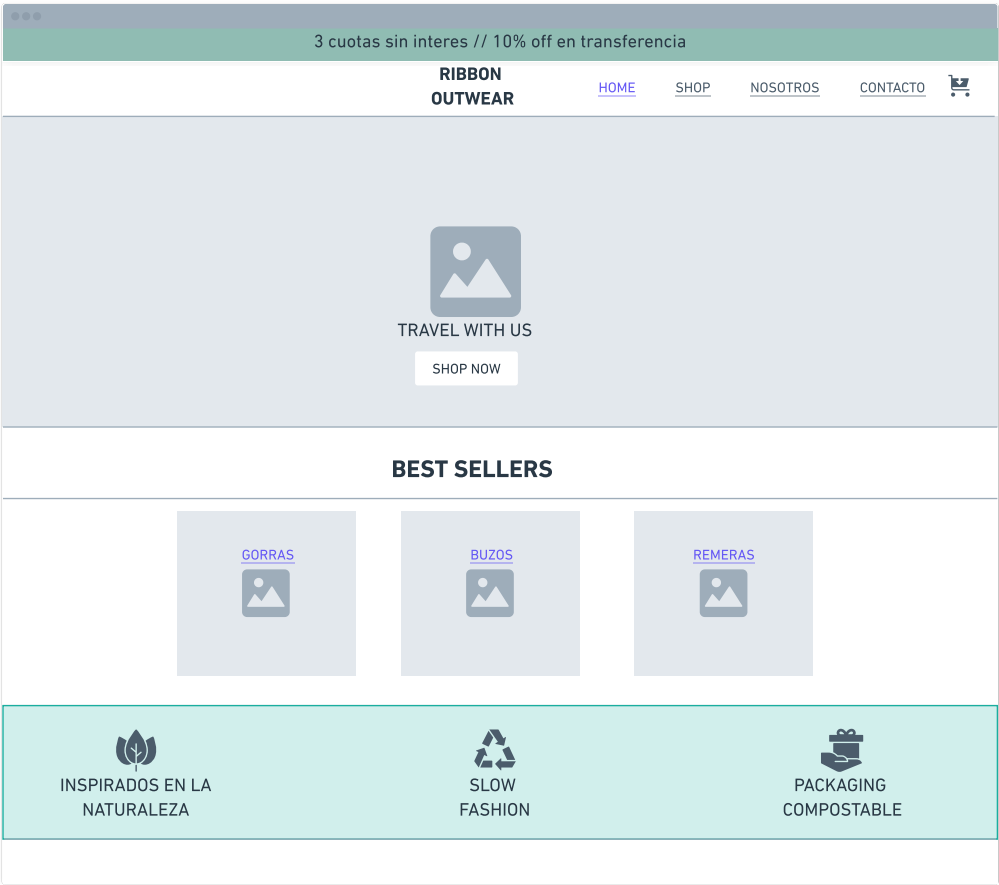 3 cuotas sin interes // 10% off en transferencia
RIBBON
OUTWEAR
HOME
SHOP
NOSOTROS
CONTACTO
TRAVEL WITH US
SHOP NOW
BEST SELLERS
GORRAS
BUZOS
REMERAS
INSPIRADOS EN LA
NATURALEZA
SLOW
FASHION
PACKAGING
COMPOSTABLE